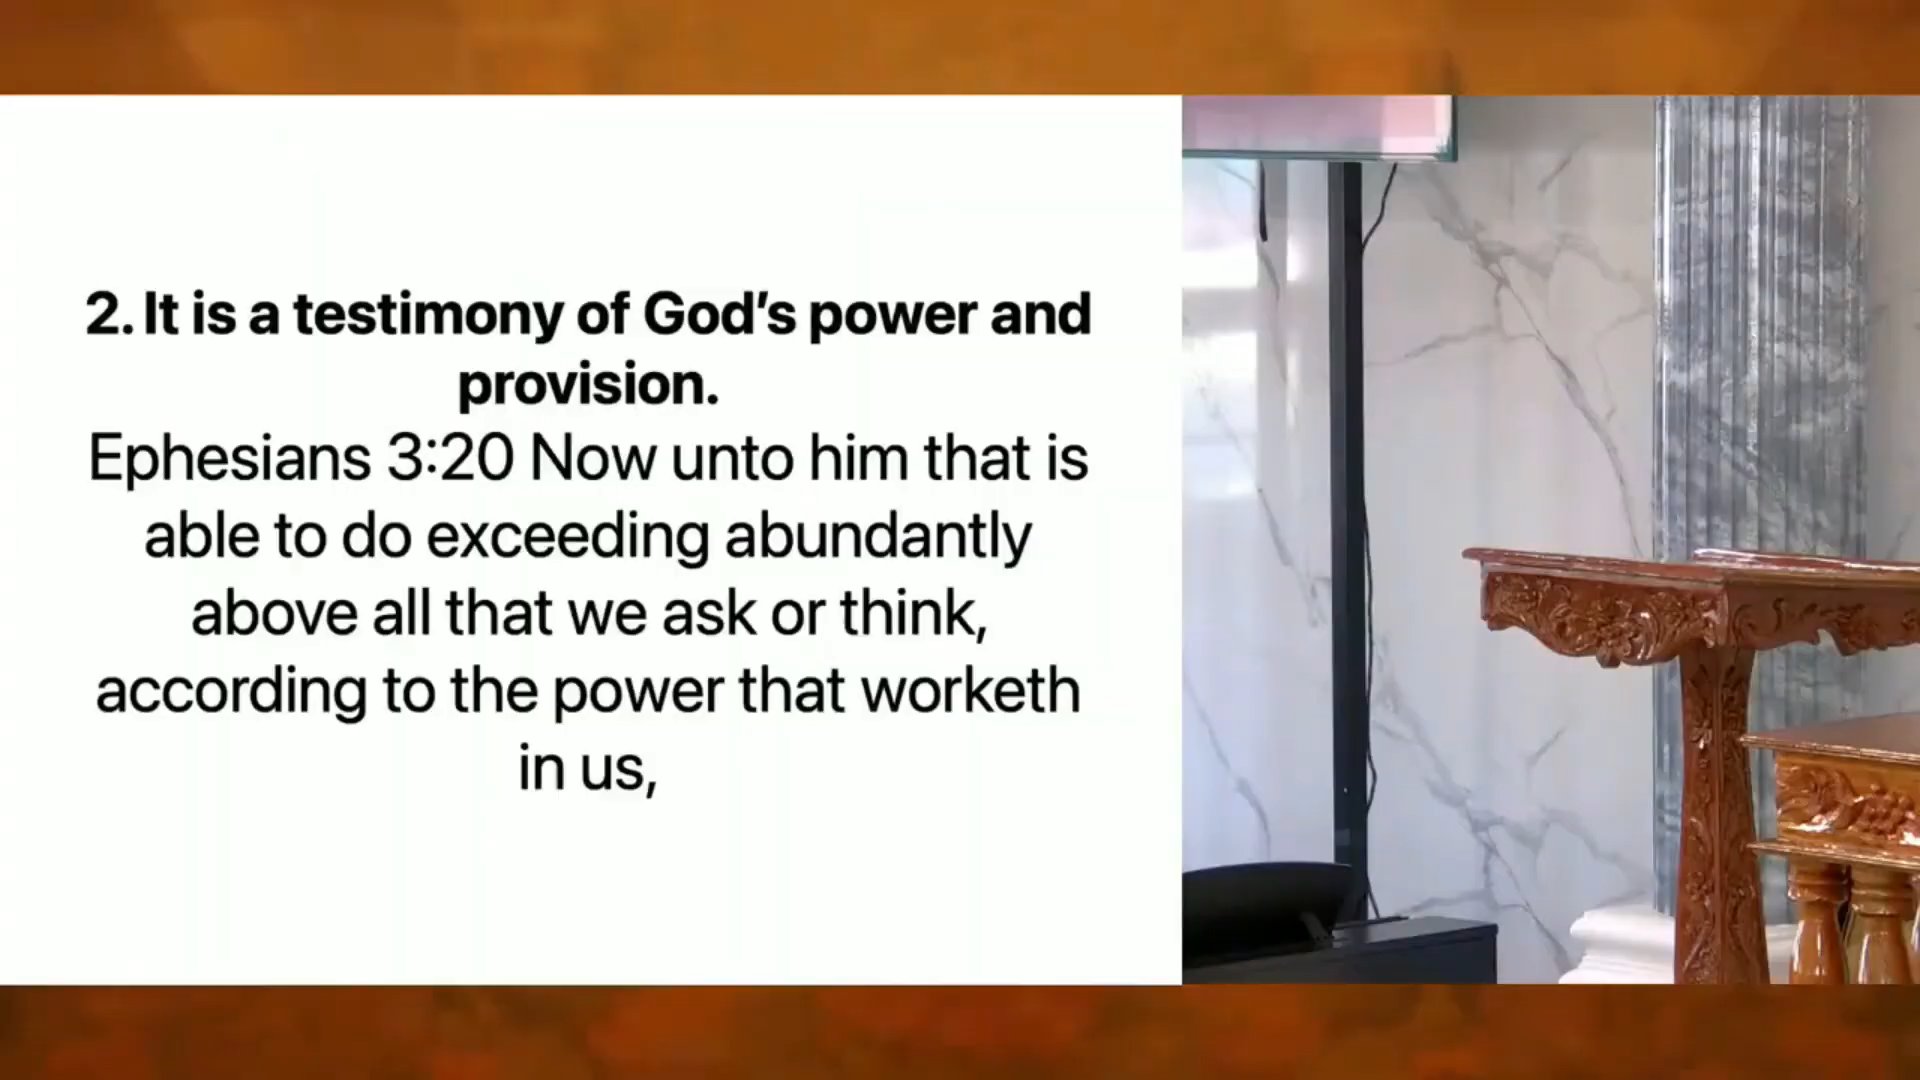 2. It is a testimony of God's power and
provision.
Ephesians 3:20 Now unto him that is
able to do exceeding abundantly
above all that we ask or think,
according to the power that worketh
in us,